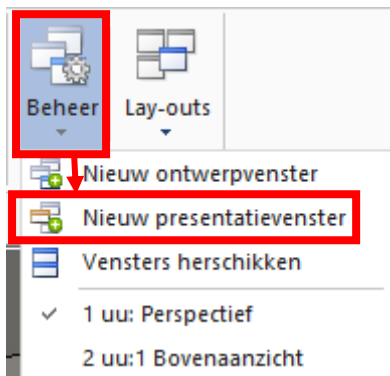 Beheer Lay-outs
Nieuw ontwerpvenster
Nieuw presentatievenster
Vensters herschikken
1 uu: Perspectief
2 uu:1 Bovenaanzicht